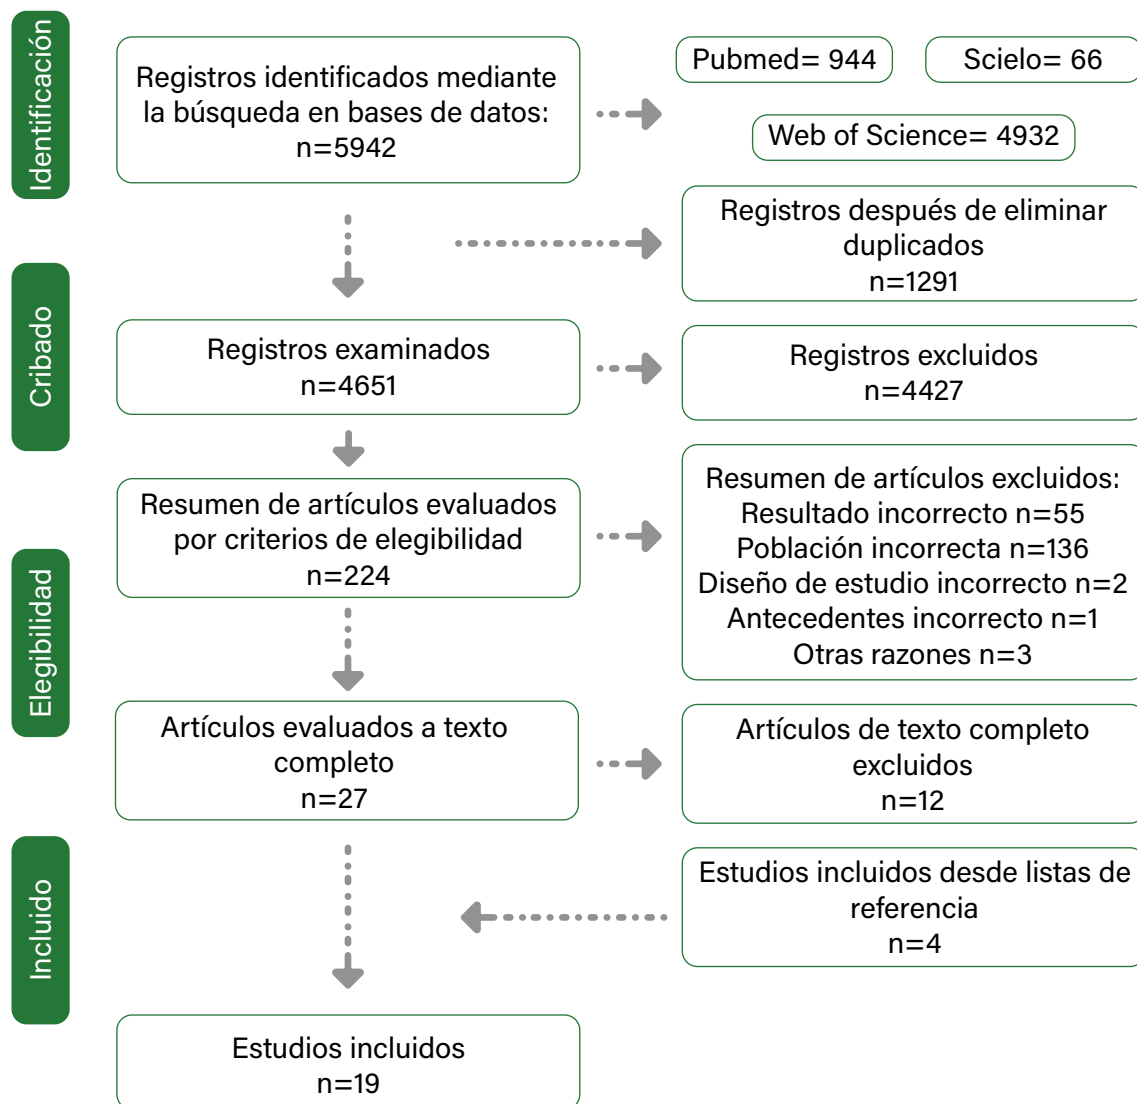 Identificación
Registros identificados mediante
la búsqueda en bases de datos:
n=5942
Pubmed= 944
Scielo= 66
Web of Science= 4932
Registros después de eliminar
duplicados
n=1291
Cribado
Registros examinados
n=4651
Registros excluidos
n=4427
Elegibilidad
Resumen de artículos evaluados
por criterios de elegibilidad
n=224
Resumen de artículos excluidos:
Resultado incorrecto n=55
Población incorrecta n=136
Diseño de estudio incorrecto n=2
Antecedentes incorrecto n=1
Otras razones n=3
Artículos evaluados a texto
completo
n=27
Artículos de texto completo
excluidos
n=12
Incluido
Estudios incluidos desde listas de
referencia
n=4
Estudios incluidos
n=19